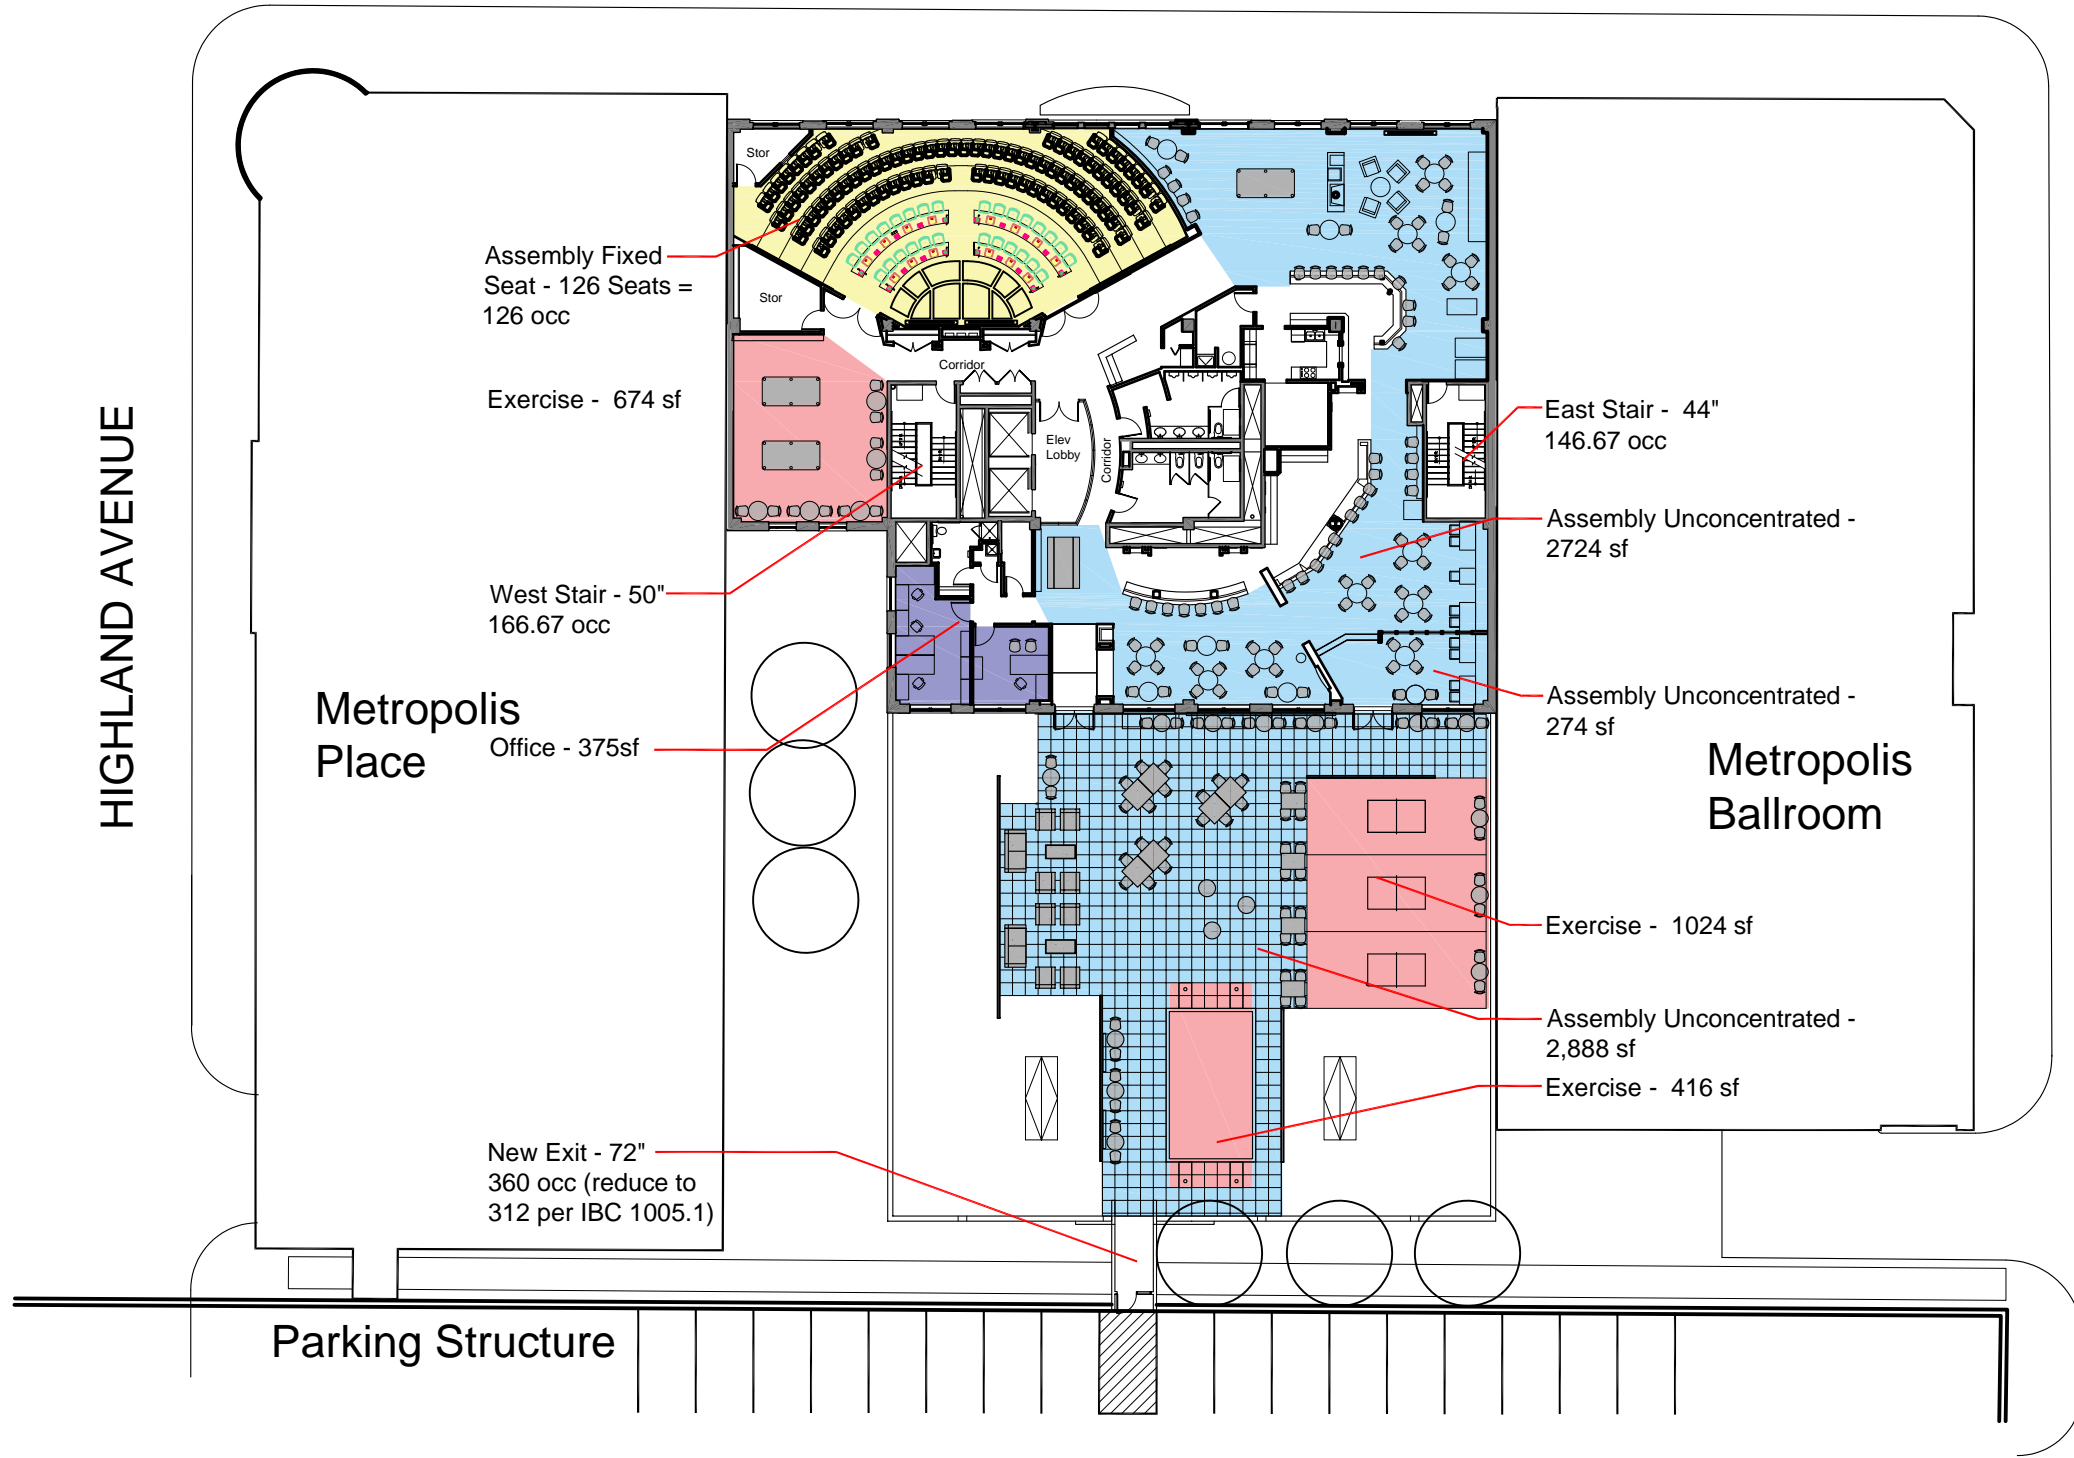 Stor
Assembly Fixed
Seat - 126 Seats =
126 occ
Stor
Corridor
Exercise - 674 sf
HIGHLAND AVENUE
East Stair - 44"
146.67 occ
Elev
Lobby
Corridor
Assembly Unconcentrated -
2724 sf
West Stair - 50"
166.67 occ
Metropolis
Place
Office - 375sf
Assembly Unconcentrated -
274 sf
Metropolis
Ballroom
Exercise - 1024 sf
Assembly Unconcentrated -
2,888 sf
Exercise - 416 sf
New Exit - 72"
360 occ (reduce to
312 per IBC 1005.1)
Parking Structure